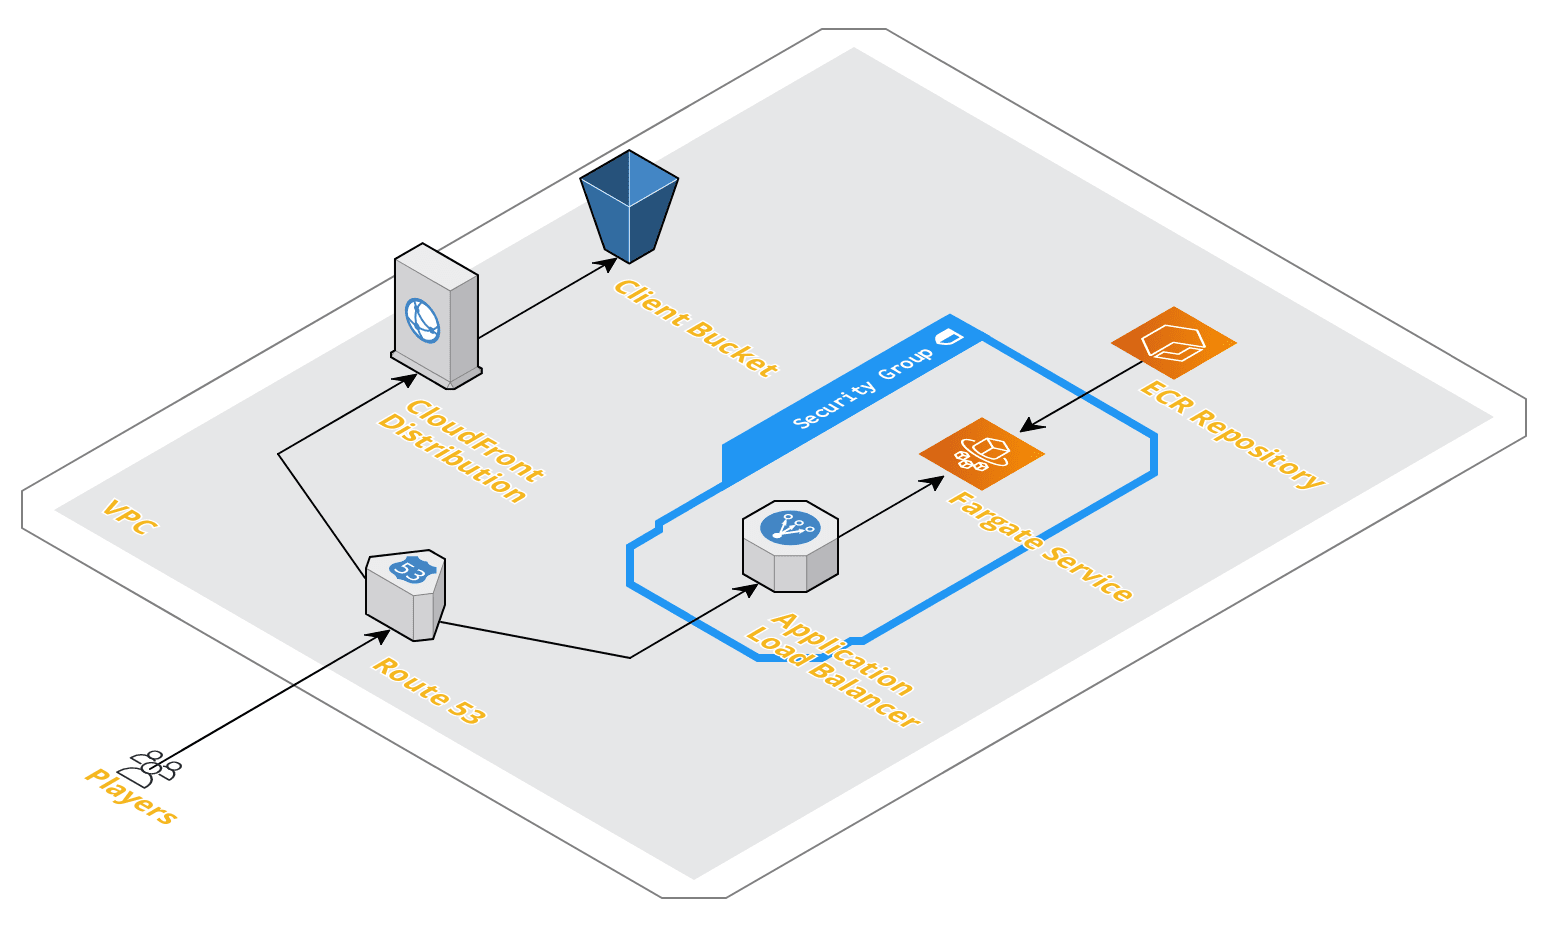 Client Bucket
Security Group
ECR Repository
CloudFront
Distribution
VPC
Fargate Service
53
Application
Load Balancer
Route 53
Players